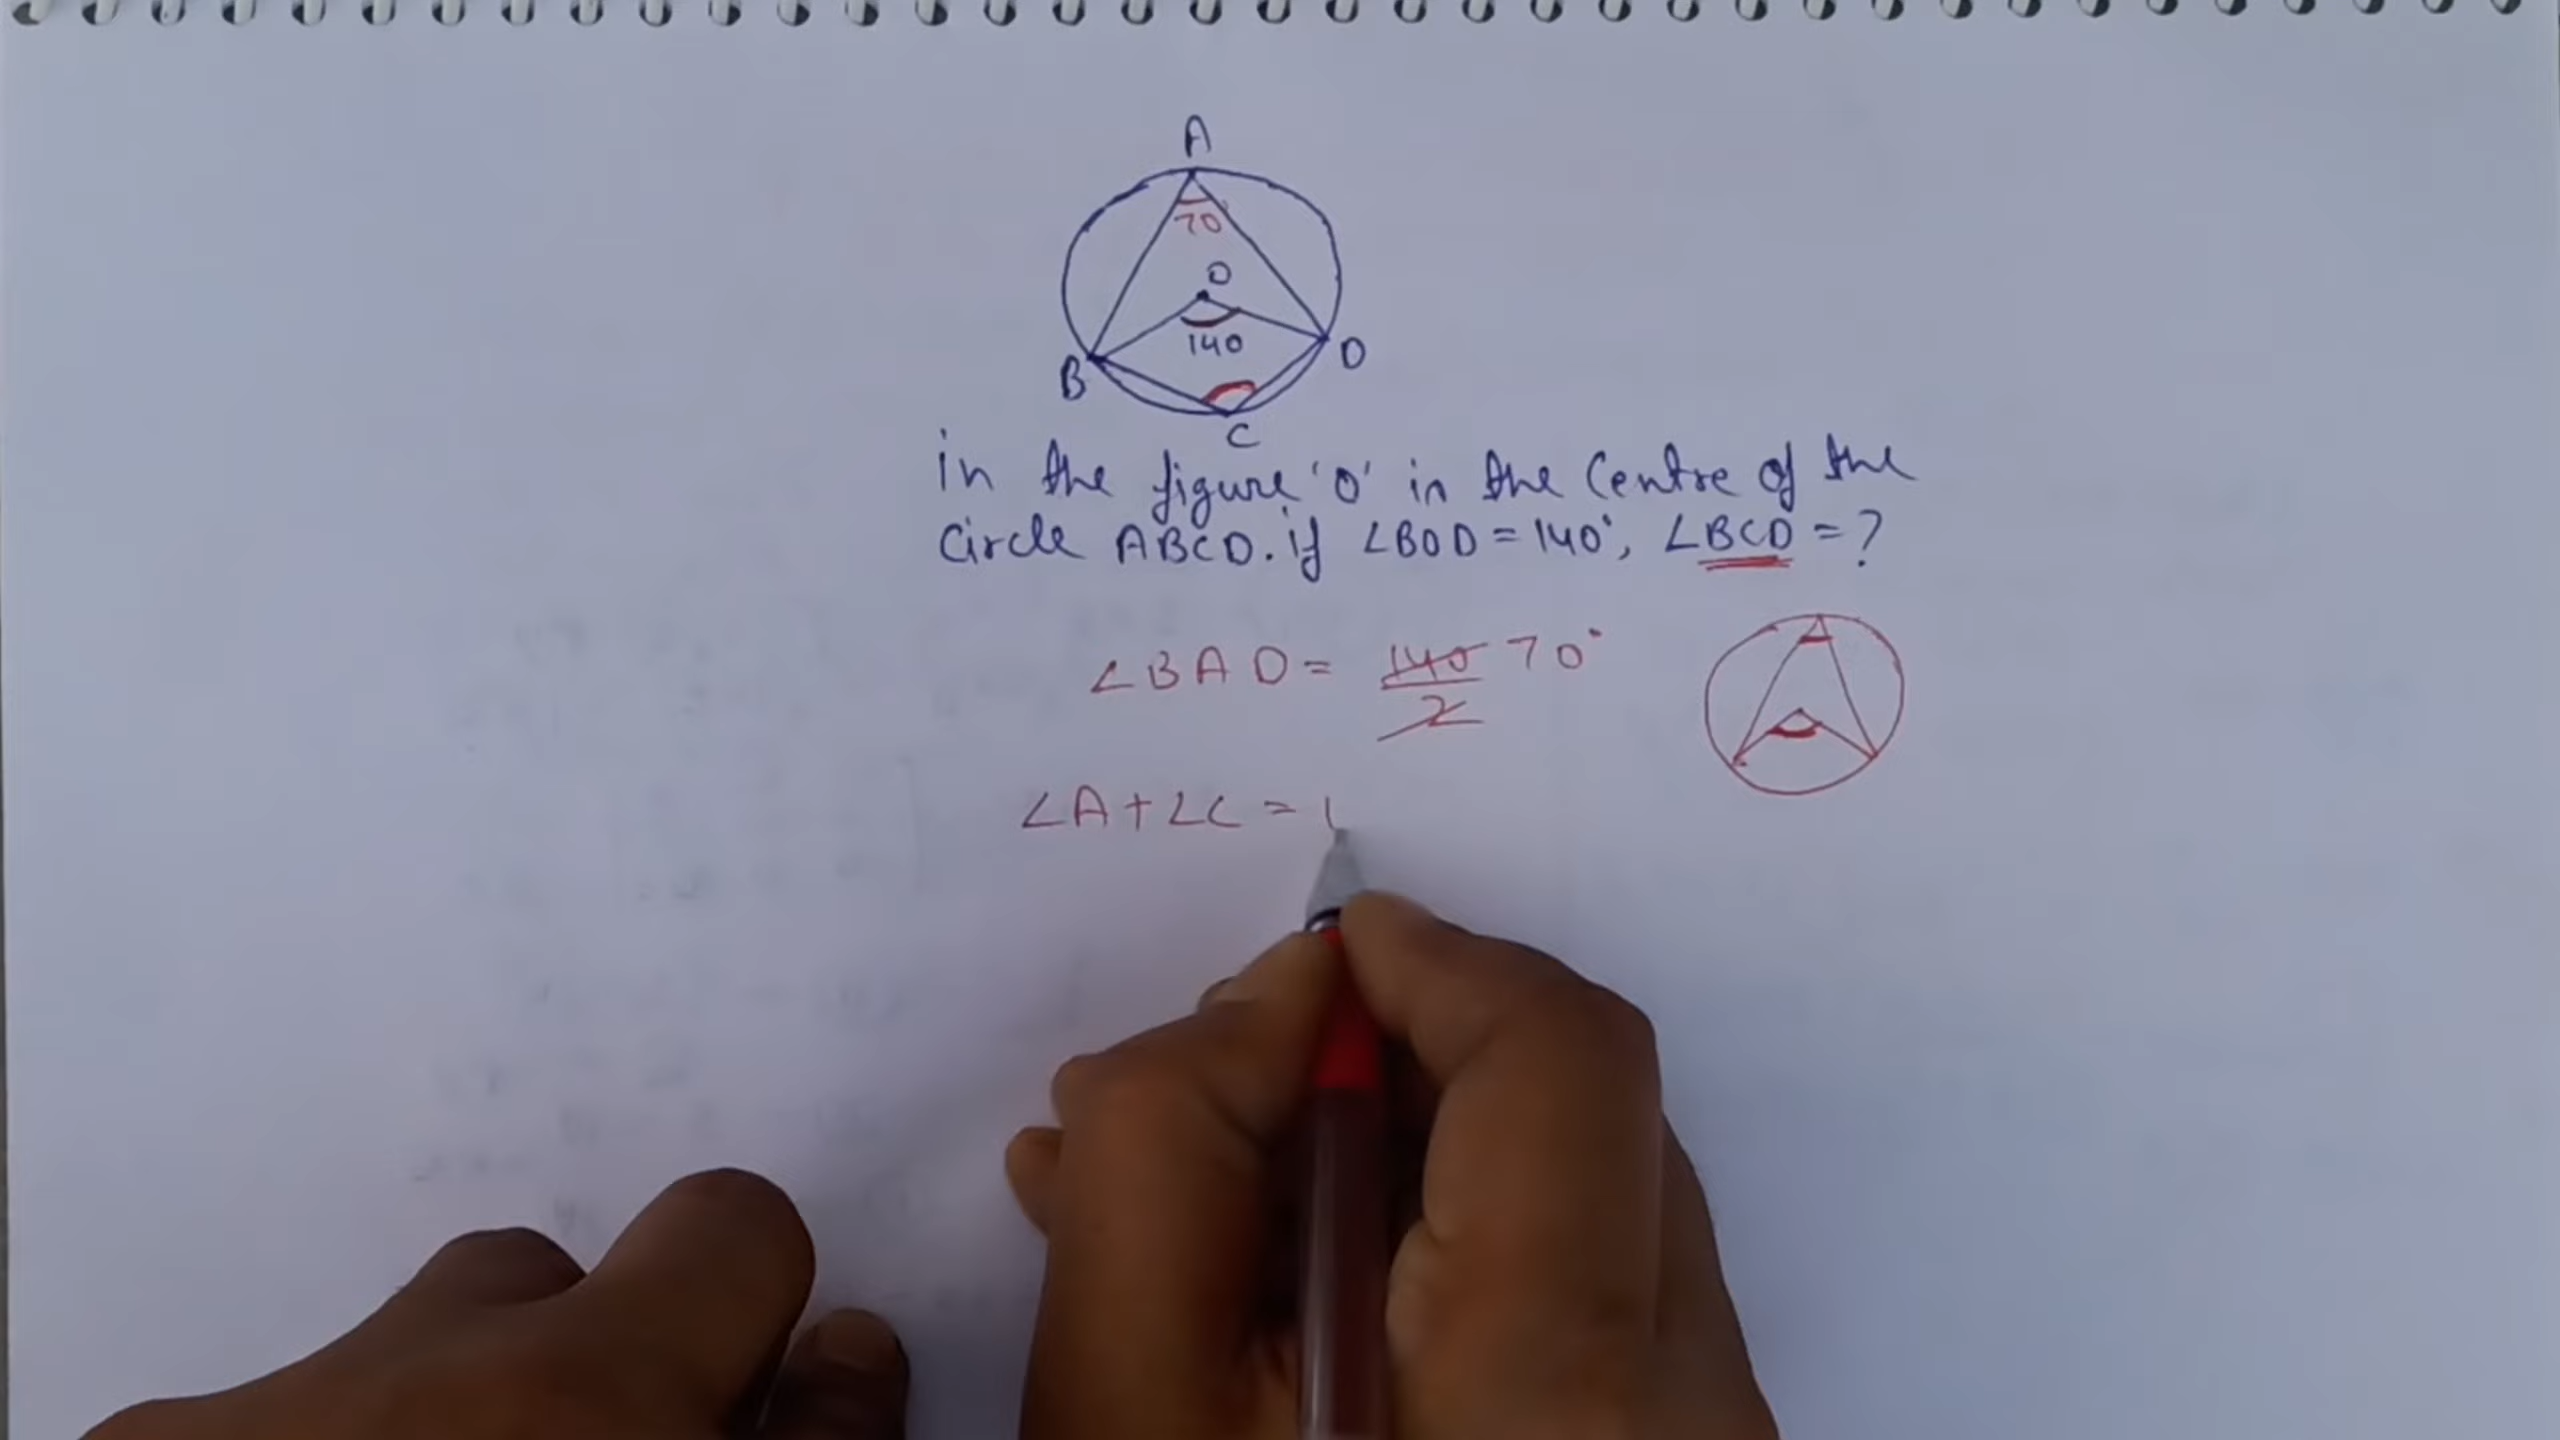 A
70
O
140
B
D
C
in the figure 'O' in the Centre of the
Circle ABCD. if ∠BOD = 140°, ∠BCD = ?
∠BAD = 140/2 70°
∠A + ∠C = 1